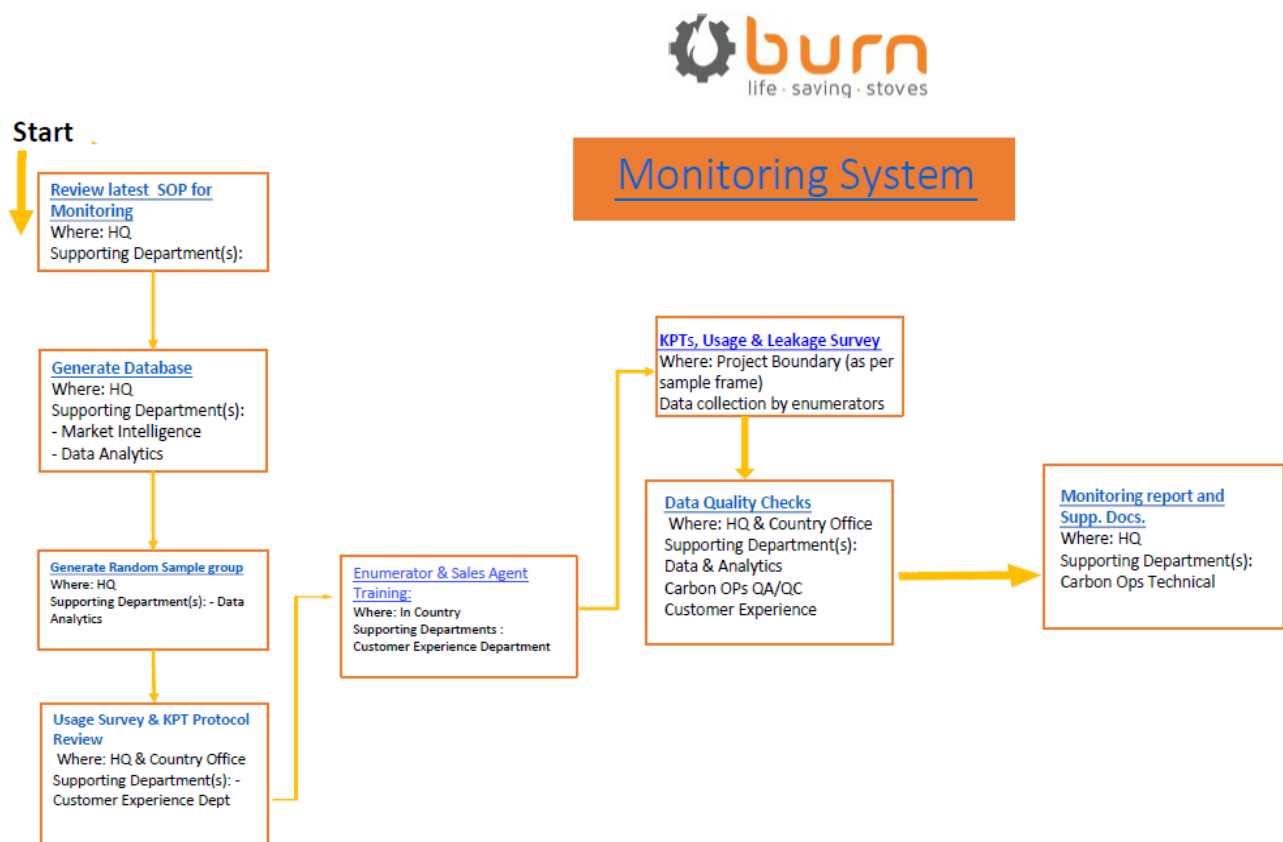 burn
life · saving · stoves
Start
Monitoring System
Review latest SOP for
Monitoring
Where: HQ
Supporting Department(s):
Generate Database
Where: HQ
Supporting Department(s):
- Market Intelligence
- Data Analytics
Generate Random Sample group
Where: HQ
Supporting Department(s): - Data
Analytics
Usage Survey & KPT Protocol
Review
Where: HQ & Country Office
Supporting Department(s): -
Customer Experience Dept
Enumerator & Sales Agent
Training:
Where: In Country
Supporting Departments :
Customer Experience Department
KPTs, Usage & Leakage Survey
Where: Project Boundary (as per
sample frame)
Data collection by enumerators
Data Quality Checks
Where: HQ & Country Office
Supporting Department(s):
Data & Analytics
Carbon OPs QA/QC
Customer Experience
Monitoring report and
Supp. Docs.
Where: HQ
Supporting Department(s):
Carbon Ops Technical